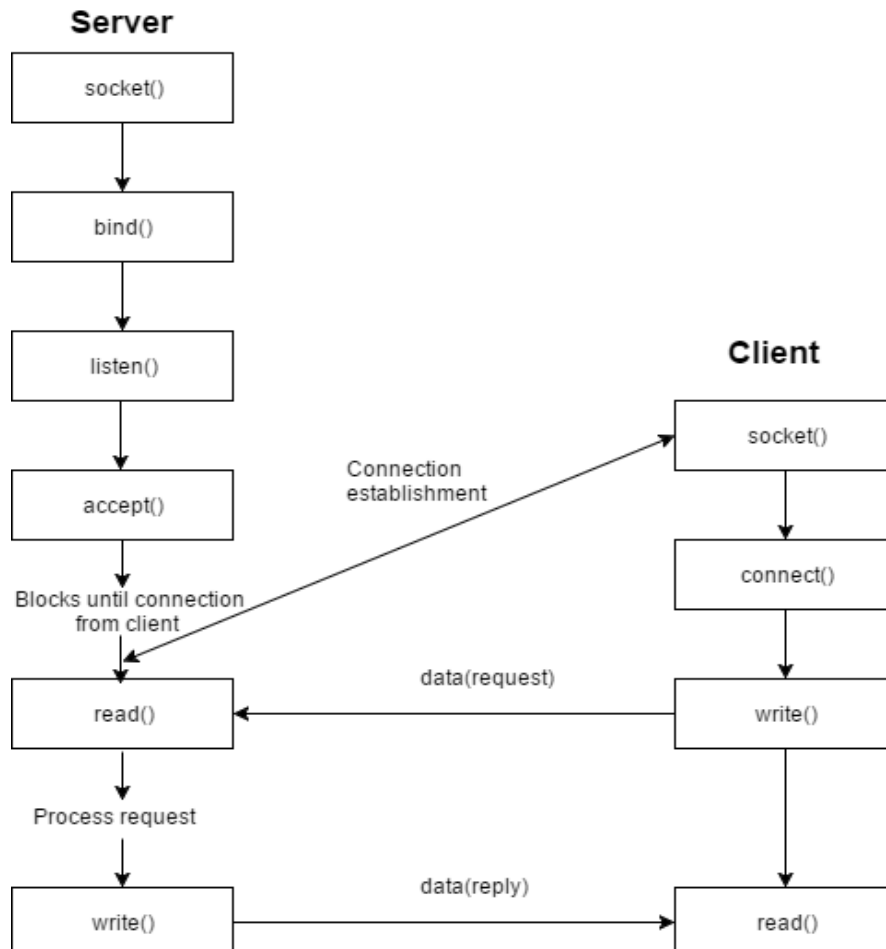 Server
socket()
bind()
listen()
Client
socket()
Connection
establishment
accept()
connect()
Blocks until connection
from client
data(request)
read()
write()
Process request
data(reply)
write()
read()